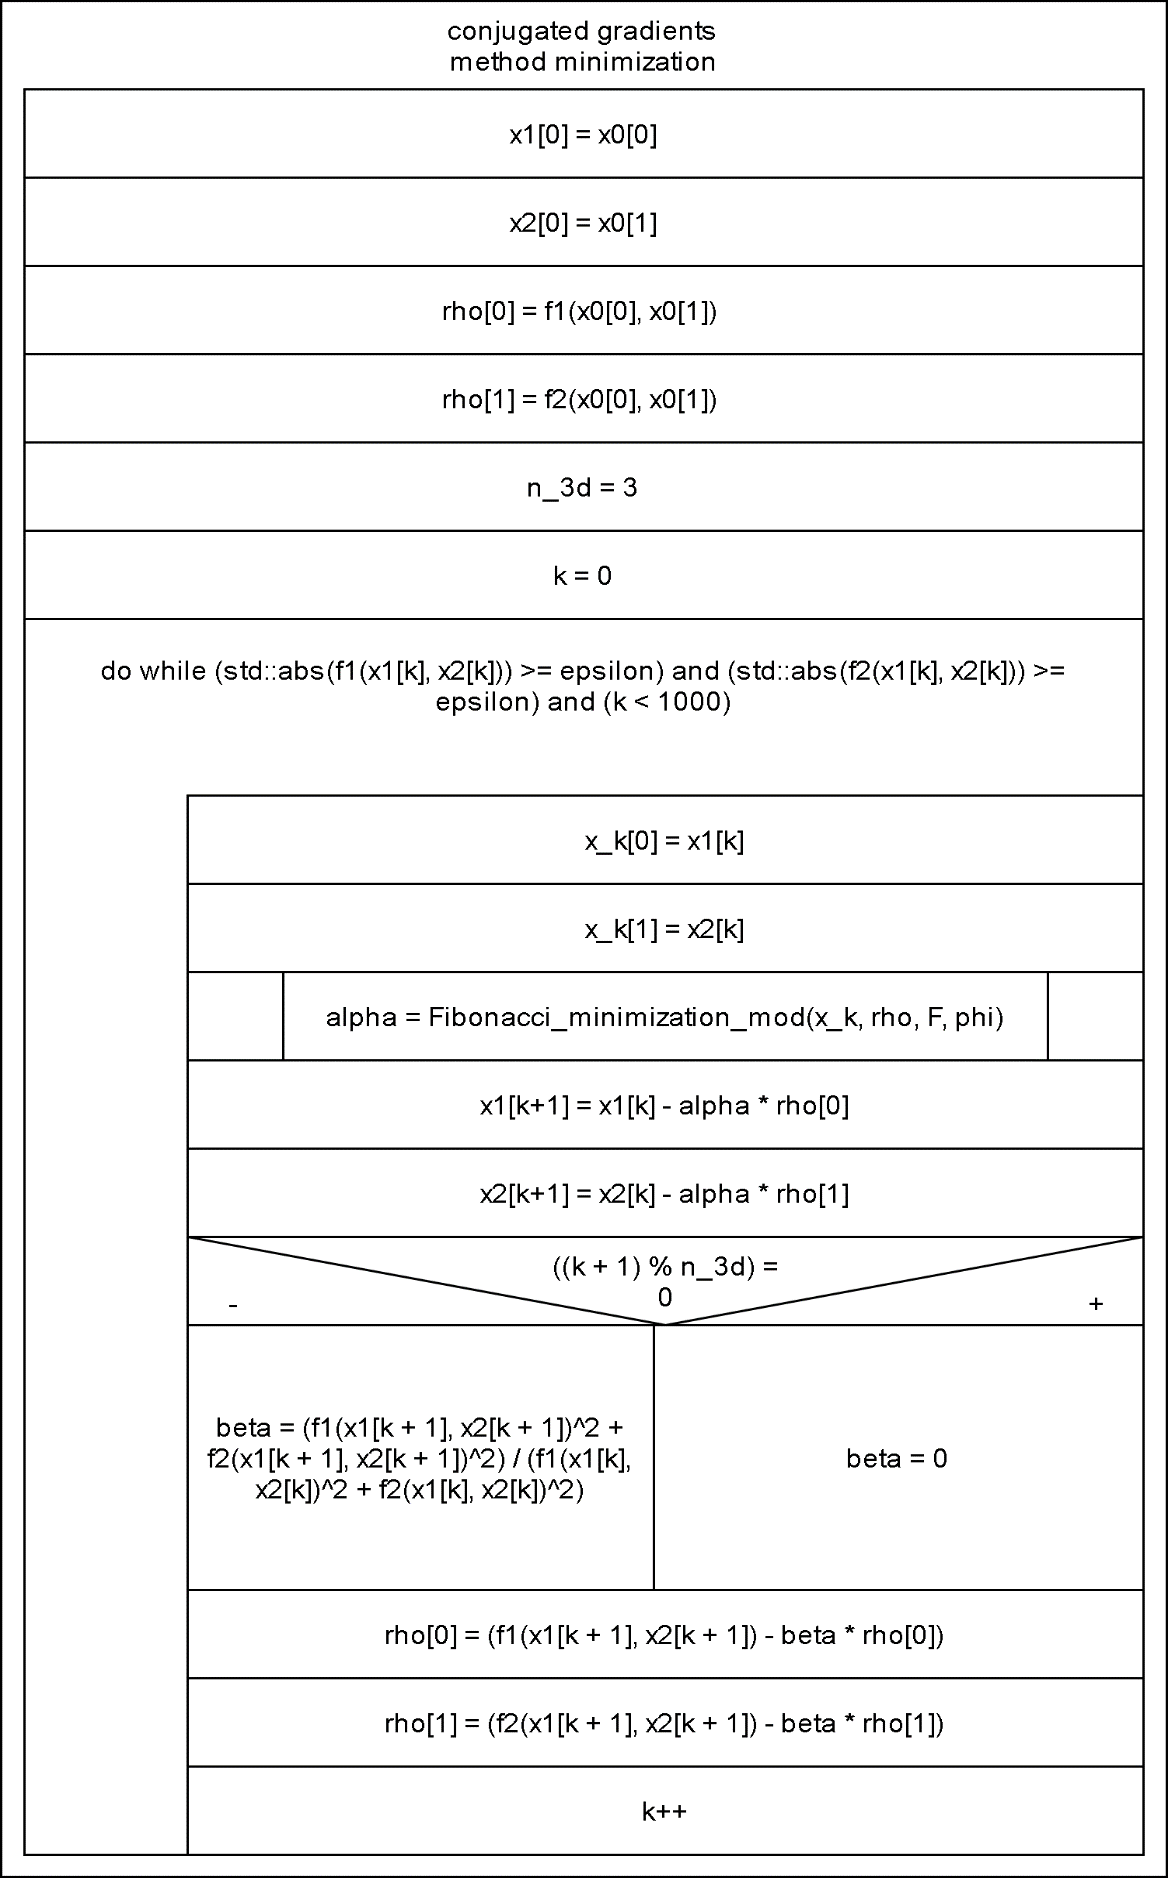 conjugated gradients
method minimization
x1[0] = x0[0]
x2[0] = x0[1]
rho[0] = f1(x0[0], x0[1])
rho[1] = f2(x0[0], x0[1])
n_3d = 3
k = 0
do while (std::abs(f1(x1[k], x2[k])) >= epsilon) and (std::abs(f2(x1[k], x2[k])) >=
epsilon) and (k < 1000)
x_k[0] = x1[k]
x_k[1] = x2[k]
alpha = Fibonacci_minimization_mod(x_k, rho, F, phi)
x1[k+1] = x1[k] - alpha * rho[0]
x2[k+1] = x2[k] - alpha * rho[1]
((k + 1) % n_3d) =
0
-
+
beta = (f1(x1[k + 1], x2[k + 1])^2 +
f2(x1[k + 1], x2[k + 1])^2) / (f1(x1[k],
x2[k])^2 + f2(x1[k], x2[k])^2)
beta = 0
rho[0] = (f1(x1[k + 1], x2[k + 1]) - beta * rho[0])
rho[1] = (f2(x1[k + 1], x2[k + 1]) - beta * rho[1])
k++